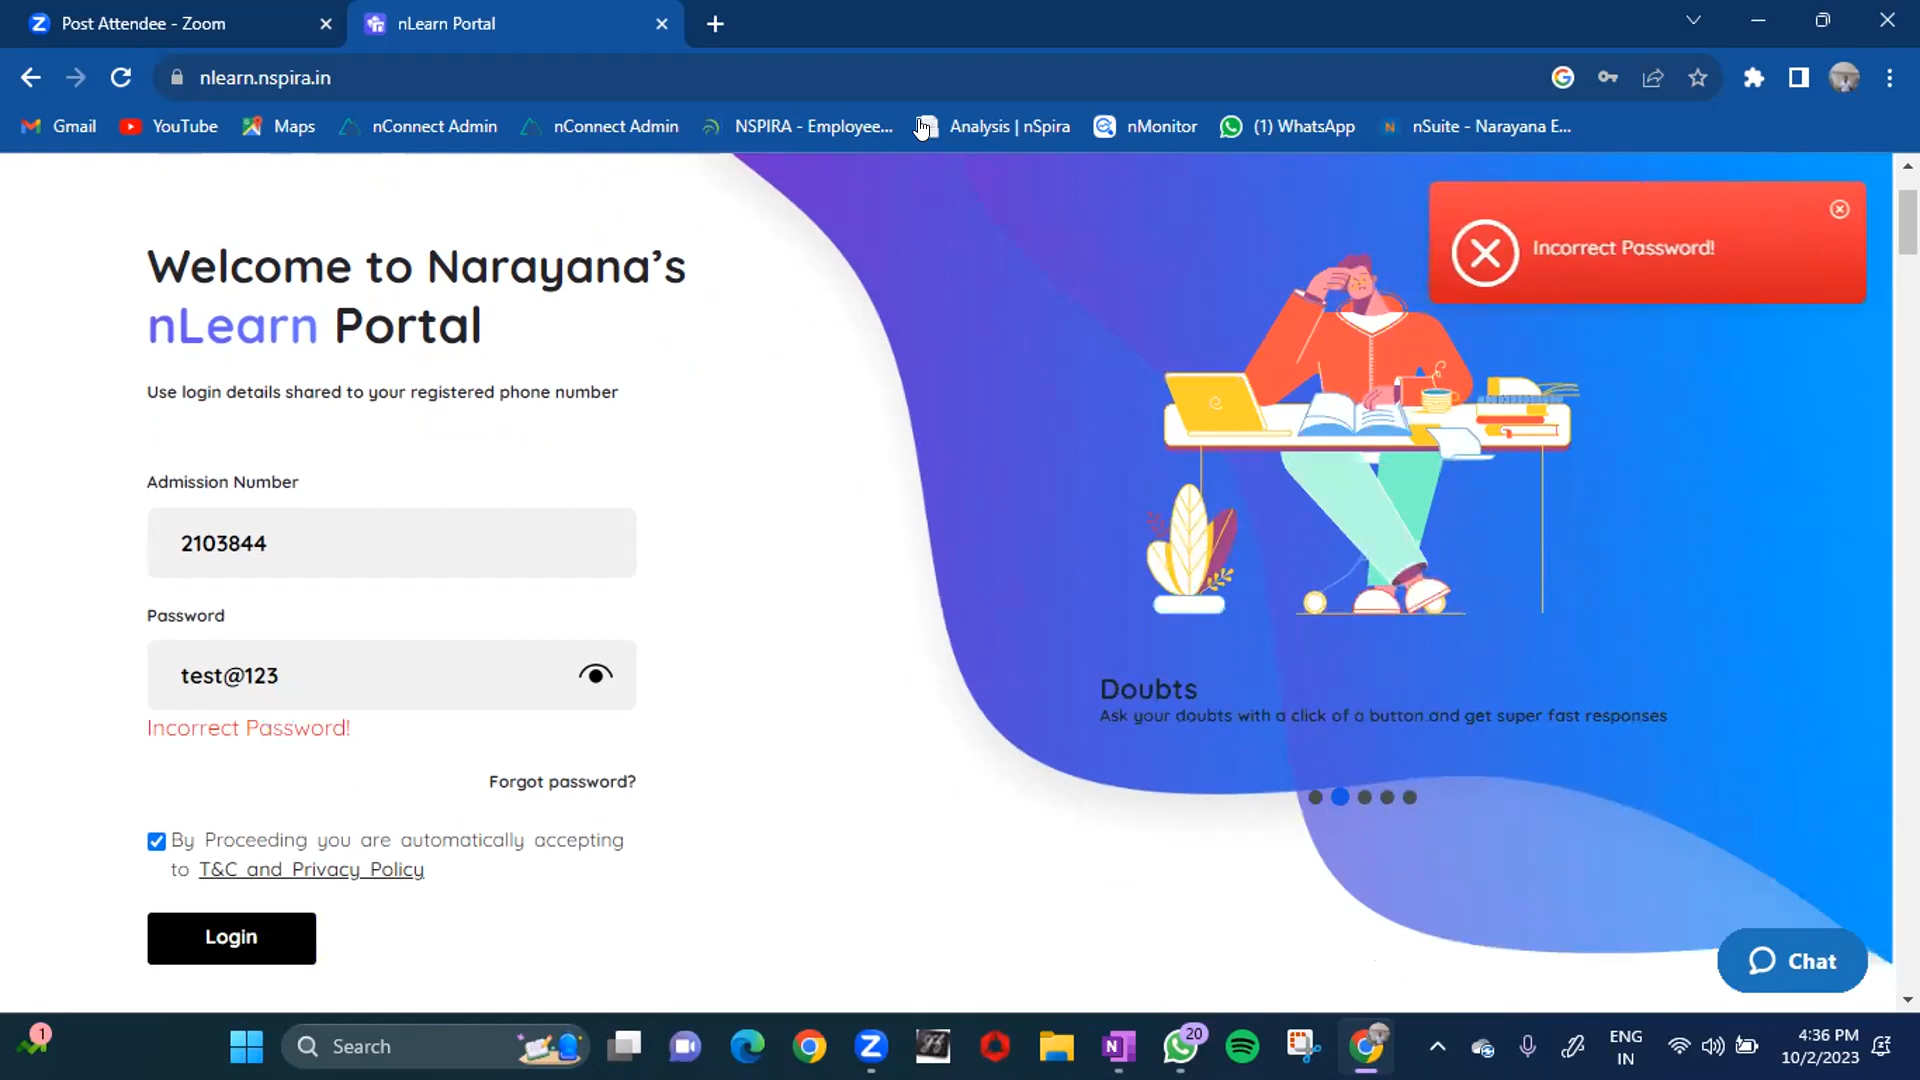 Post Attendee - Zoom
nLearn Portal
nlearn.nspira.in
Gmail
YouTube
Maps
nConnect Admin
nConnect Admin
NSPIRA - Employee...
Analysis | nSpira
nMonitor
(1) WhatsApp
nSuite - Narayana E...
Incorrect Password!
Welcome to Narayana's
nLearn Portal
Use login details shared to your registered phone number
Admission Number
2103844
Password
test@123
Incorrect Password!
Forgot password?
By Proceeding you are automatically accepting
to T&C and Privacy Policy
Login
Doubts
Ask your doubts with a click of a button and get super fast responses
Chat
1
Search
20
ENG
IN
4:36 PM
10/2/2023